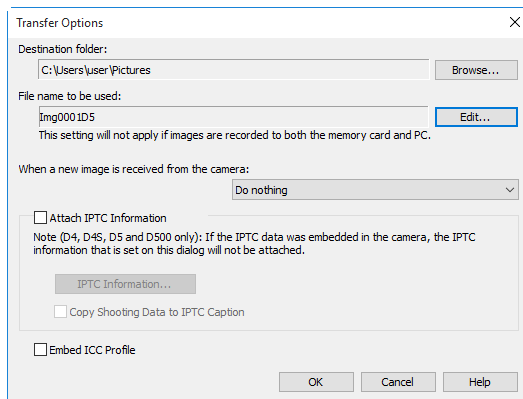 Transfer Options
Destination folder:
C:\Users\user\Pictures
Browse...
File name to be used:
Img0001D5
Edit...
This setting will not apply if images are recorded to both the memory card and PC.
When a new image is received from the camera:
Do nothing
Attach IPTC Information
Note (D4, D4S, D5 and D500 only): If the IPTC data was embedded in the camera, the IPTC
information that is set on this dialog will not be attached.
IPTC Information...
Copy Shooting Data to IPTC Caption
Embed ICC Profile
OK
Cancel
Help